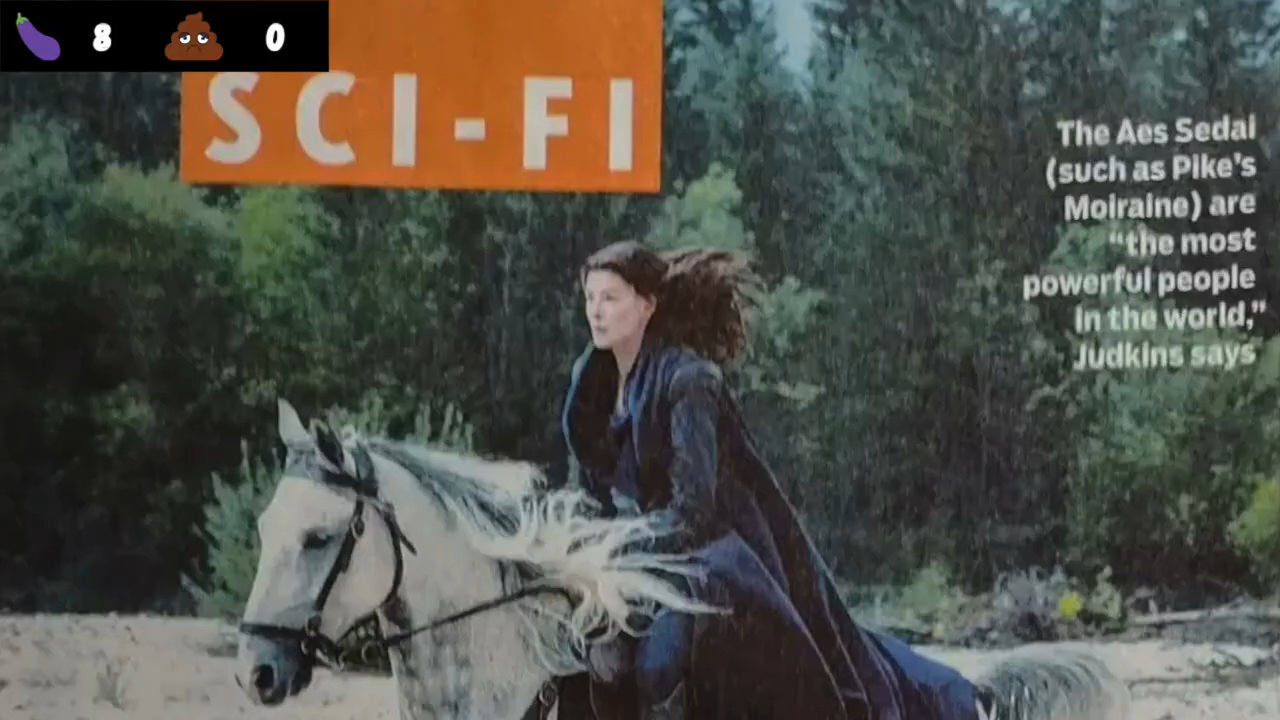 8 0
SCI-FI
The Aes Sedai
(such as Pike's
Moiraine) are
“the most
powerful people
in the world,”
Judkins says